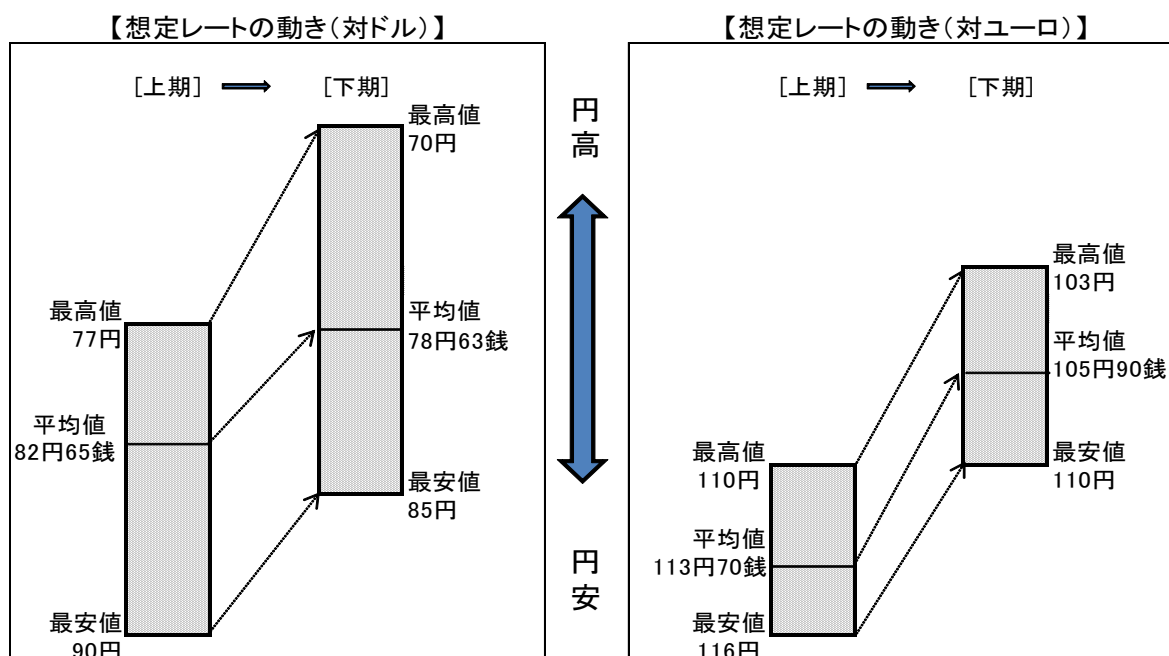 【想定レートの動き(対ドル)】
[上期]
[下期]
最高値
70円
最高値
77円
平均値
78円63銭
平均値
82円65銭
最安値
85円
最安値
90円
円高
円安
【想定レートの動き(対ユーロ)】
[上期]
[下期]
最高値
103円
平均値
105円90銭
最高値
110円
最安値
110円
平均値
113円70銭
最安値
116円